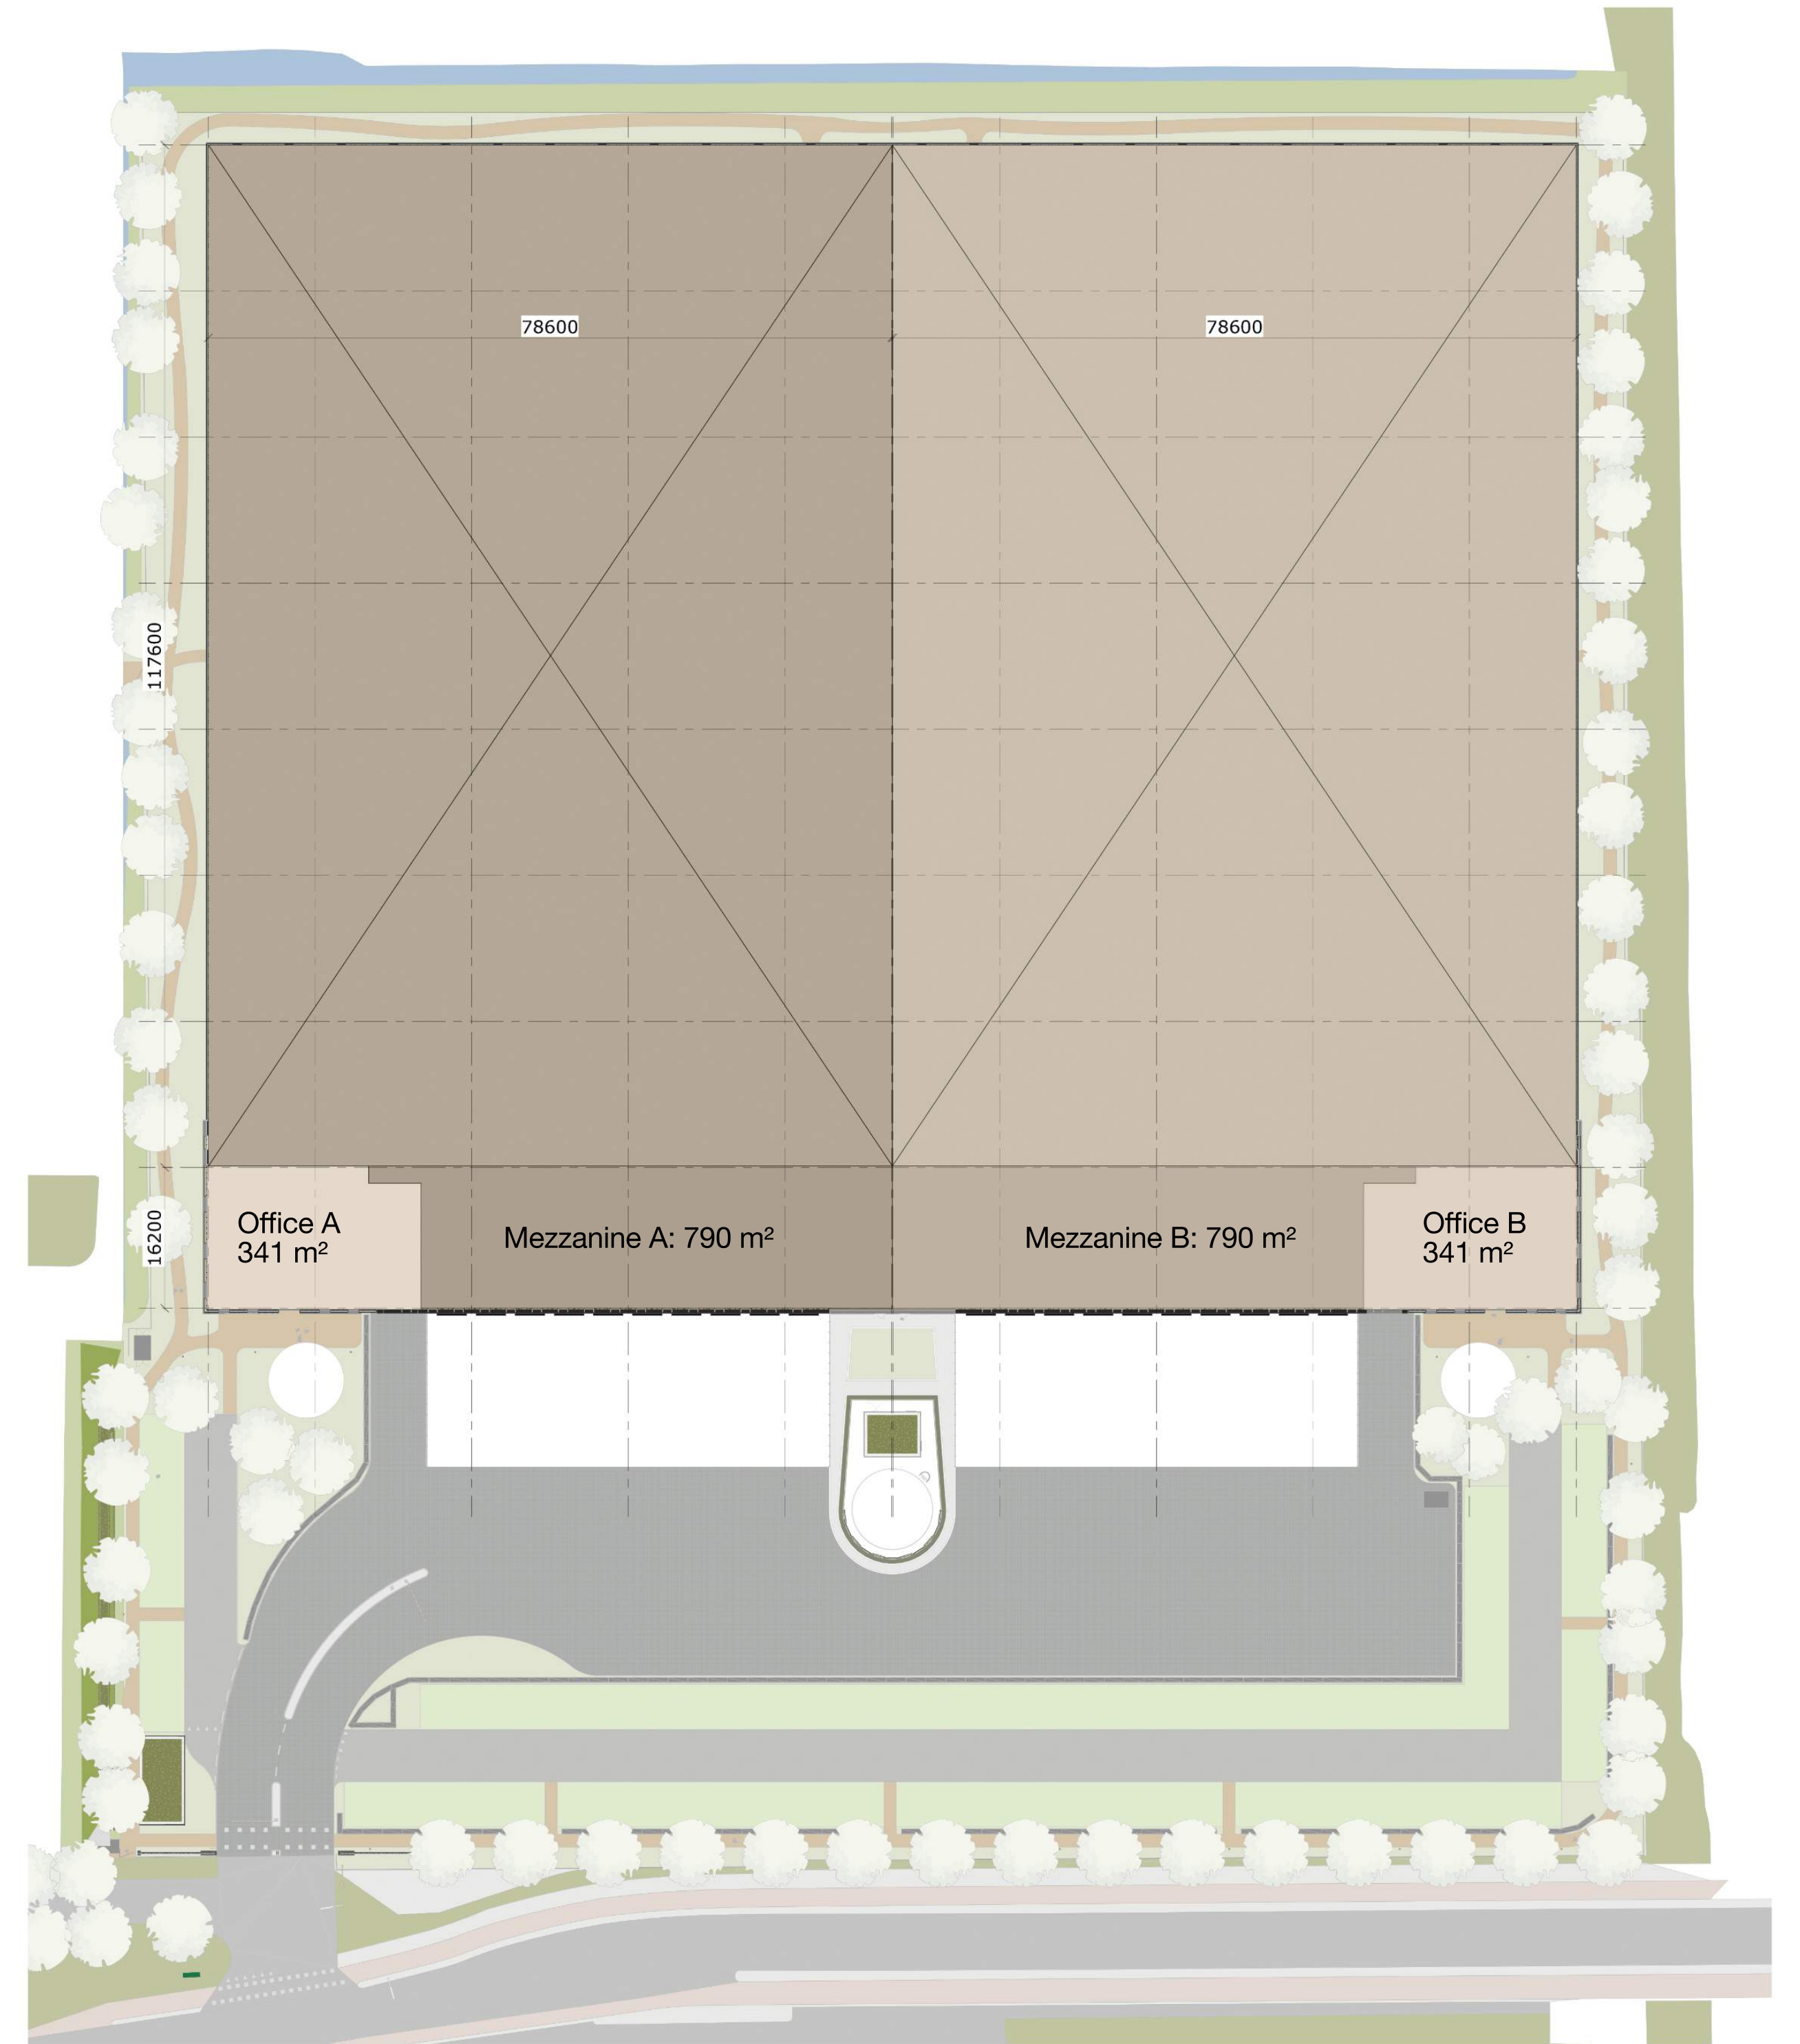 78600
78600
117600
16200
Office A
341 m²
Mezzanine A: 790 m²
Mezzanine B: 790 m²
Office B
341 m²